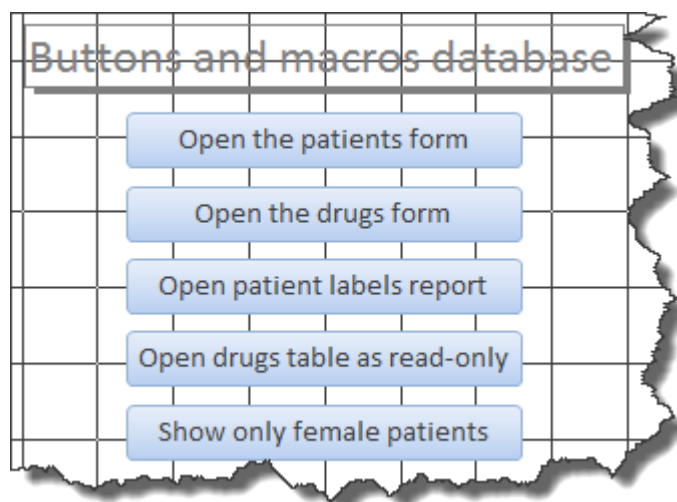 Buttons and macros database
Open the patients form
Open the drugs form
Open patient labels report
Open drugs table as read-only
Show only female patients